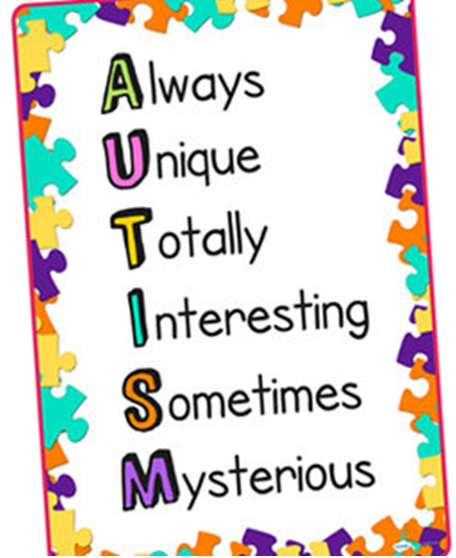 Always
Unique
Totally
Interesting
Sometimes
Mysterious